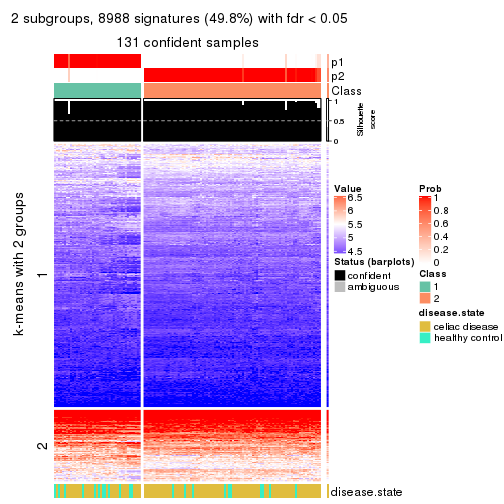 2 subgroups, 8988 signatures (49.8%) with fdr < 0.05
131 confident samples
p1
p2
Class
1
0.5
0
Silhouette
score
k-means with 2 groups
1
2
disease.state
Value
6.5
6
5.5
5
4.5
Status (barplots)
confident
ambiguous
Prob
1
0.8
0.6
0.4
0.2
0
Class
1
2
disease.state
celiac disease
healthy control